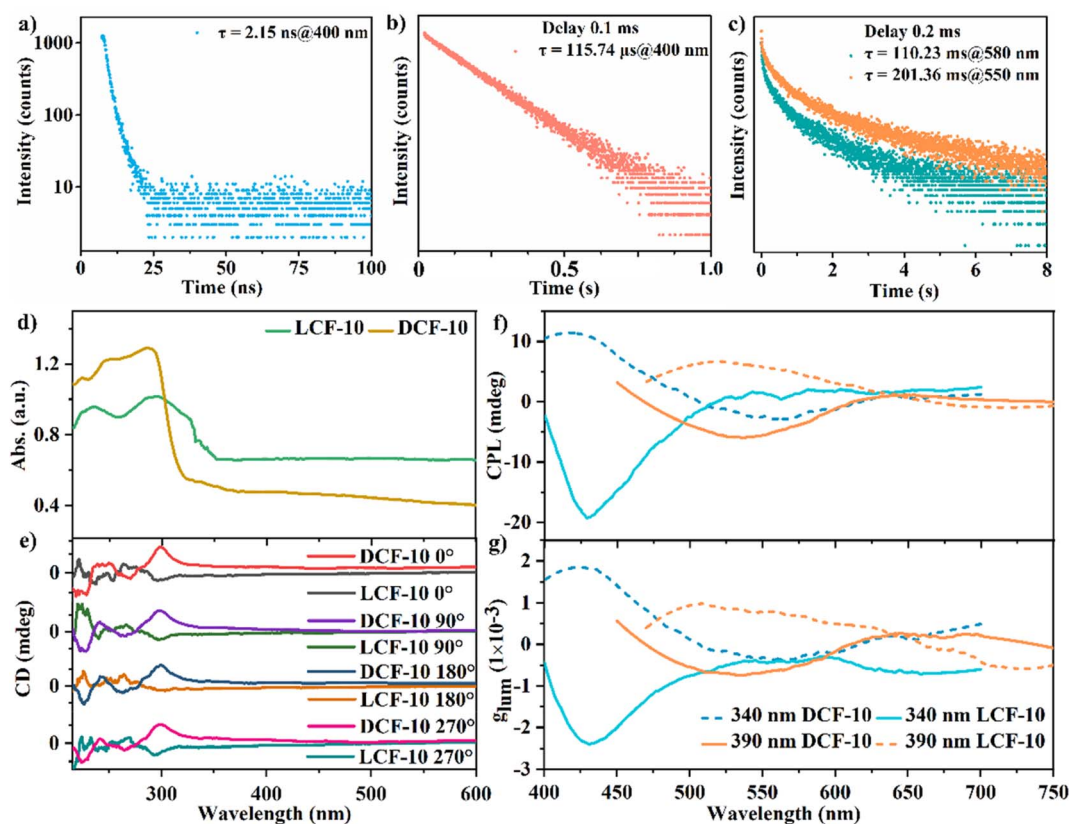 a)
τ = 2.15 ns@400 nm
1000
100
10
Intensity (counts)
0 25 50 75 100
Time (ns)
b)
Delay 0.1 ms
τ = 115.74 μs@400 nm
Intensity (counts)
0 0.5 1.0
Time (s)
c)
Delay 0.2 ms
τ = 110.23 ms@580 nm
τ = 201.36 ms@550 nm
Intensity (counts)
0 2 4 6 8
Time (s)
d)
LCF-10 DCF-10
1.2
0.8
0.4
Abs. (a.u.)
e)
DCF-10 0°
0
LCF-10 0°
DCF-10 90°
0
LCF-10 90°
DCF-10 180°
0
LCF-10 180°
DCF-10 270°
0
LCF-10 270°
CD (mdeg)
300 400 500 600
Wavelength (nm)
f)
10
0
-10
-20
CPL (mdeg)
g)
2
1
0
-1
-2
-3
glum (1×10-3)
340 nm DCF-10 340 nm LCF-10
390 nm DCF-10 390 nm LCF-10
400 450 500 550 600 650 700 750
Wavelength (nm)